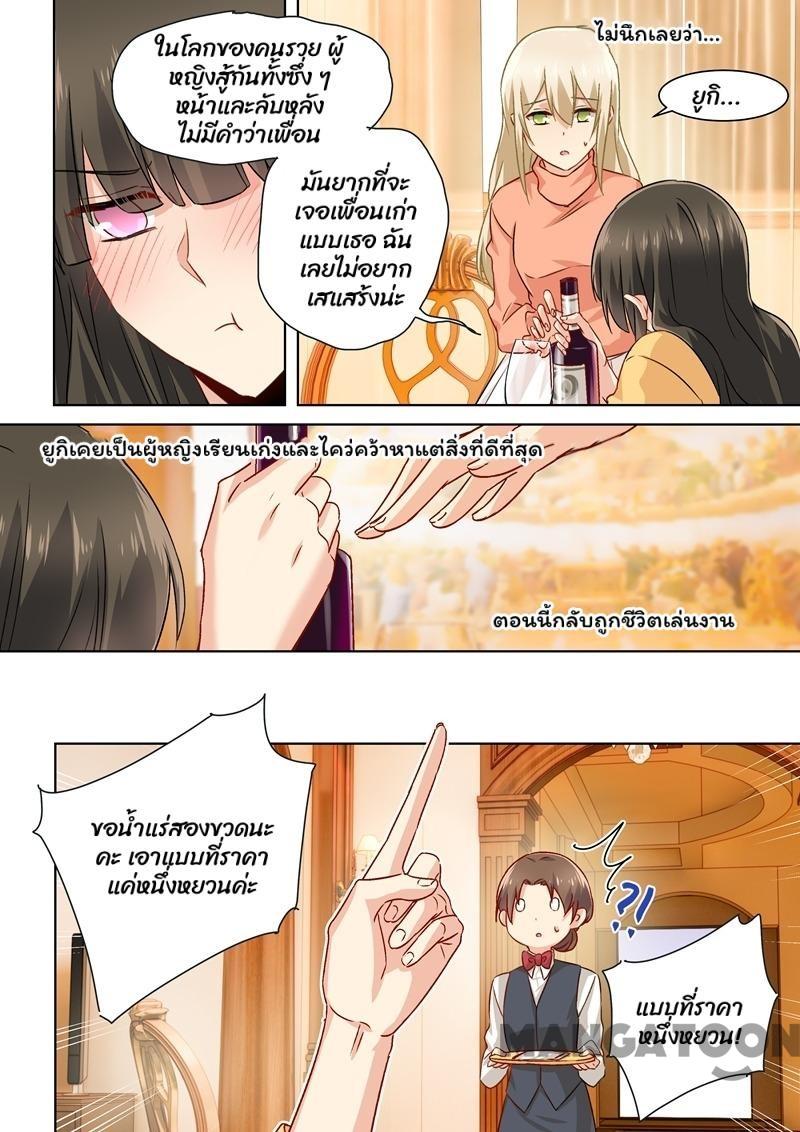 ในโลกของคนรวย ผู้
หญิงสู้กันทั้งซึ่ง ๆ
หน้าและลับหลัง
ไม่มีคำว่าเพื่อน
มันยากที่จะ
เจอเพื่อนเก่า
แบบเธอ ฉัน
เลยไม่อยาก
เสแสร้งน่ะ
ไม่นึกเลยว่า...
ยูกิ...
ยูกิเคยเป็นผู้หญิงเรียนเก่งและไคว่คว้าหาแต่สิ่งที่ดีที่สุด
ตอนนี้กลับถูกชีวิตเล่นงาน
ขอน้ำแร่สองขวดนะ
คะ เอาแบบที่ราคา
แค่หนึ่งหยวนค่ะ
?!
แบบที่ราคา
หนึ่งหยวน!
MANGATOON